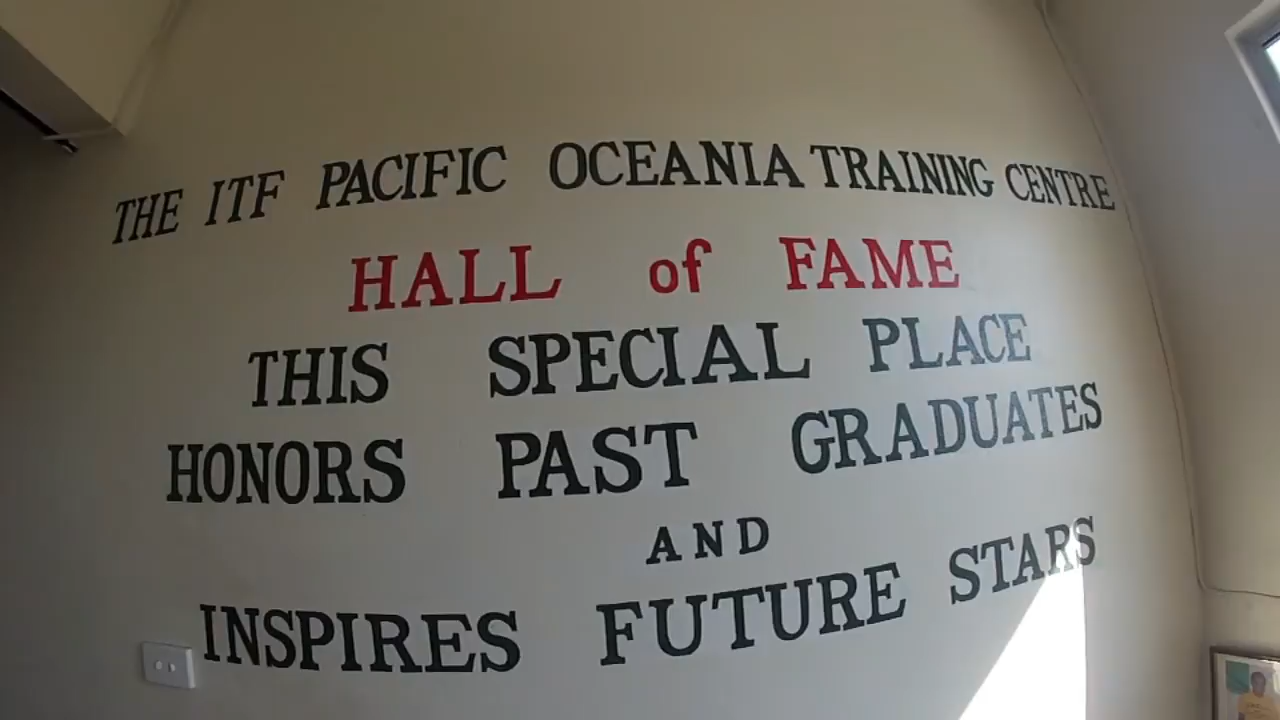 THE ITF PACIFIC OCEANIA TRAINING CENTRE
HALL of FAME
THIS SPECIAL PLACE
HONORS PAST GRADUATES
AND
INSPIRES FUTURE STARS